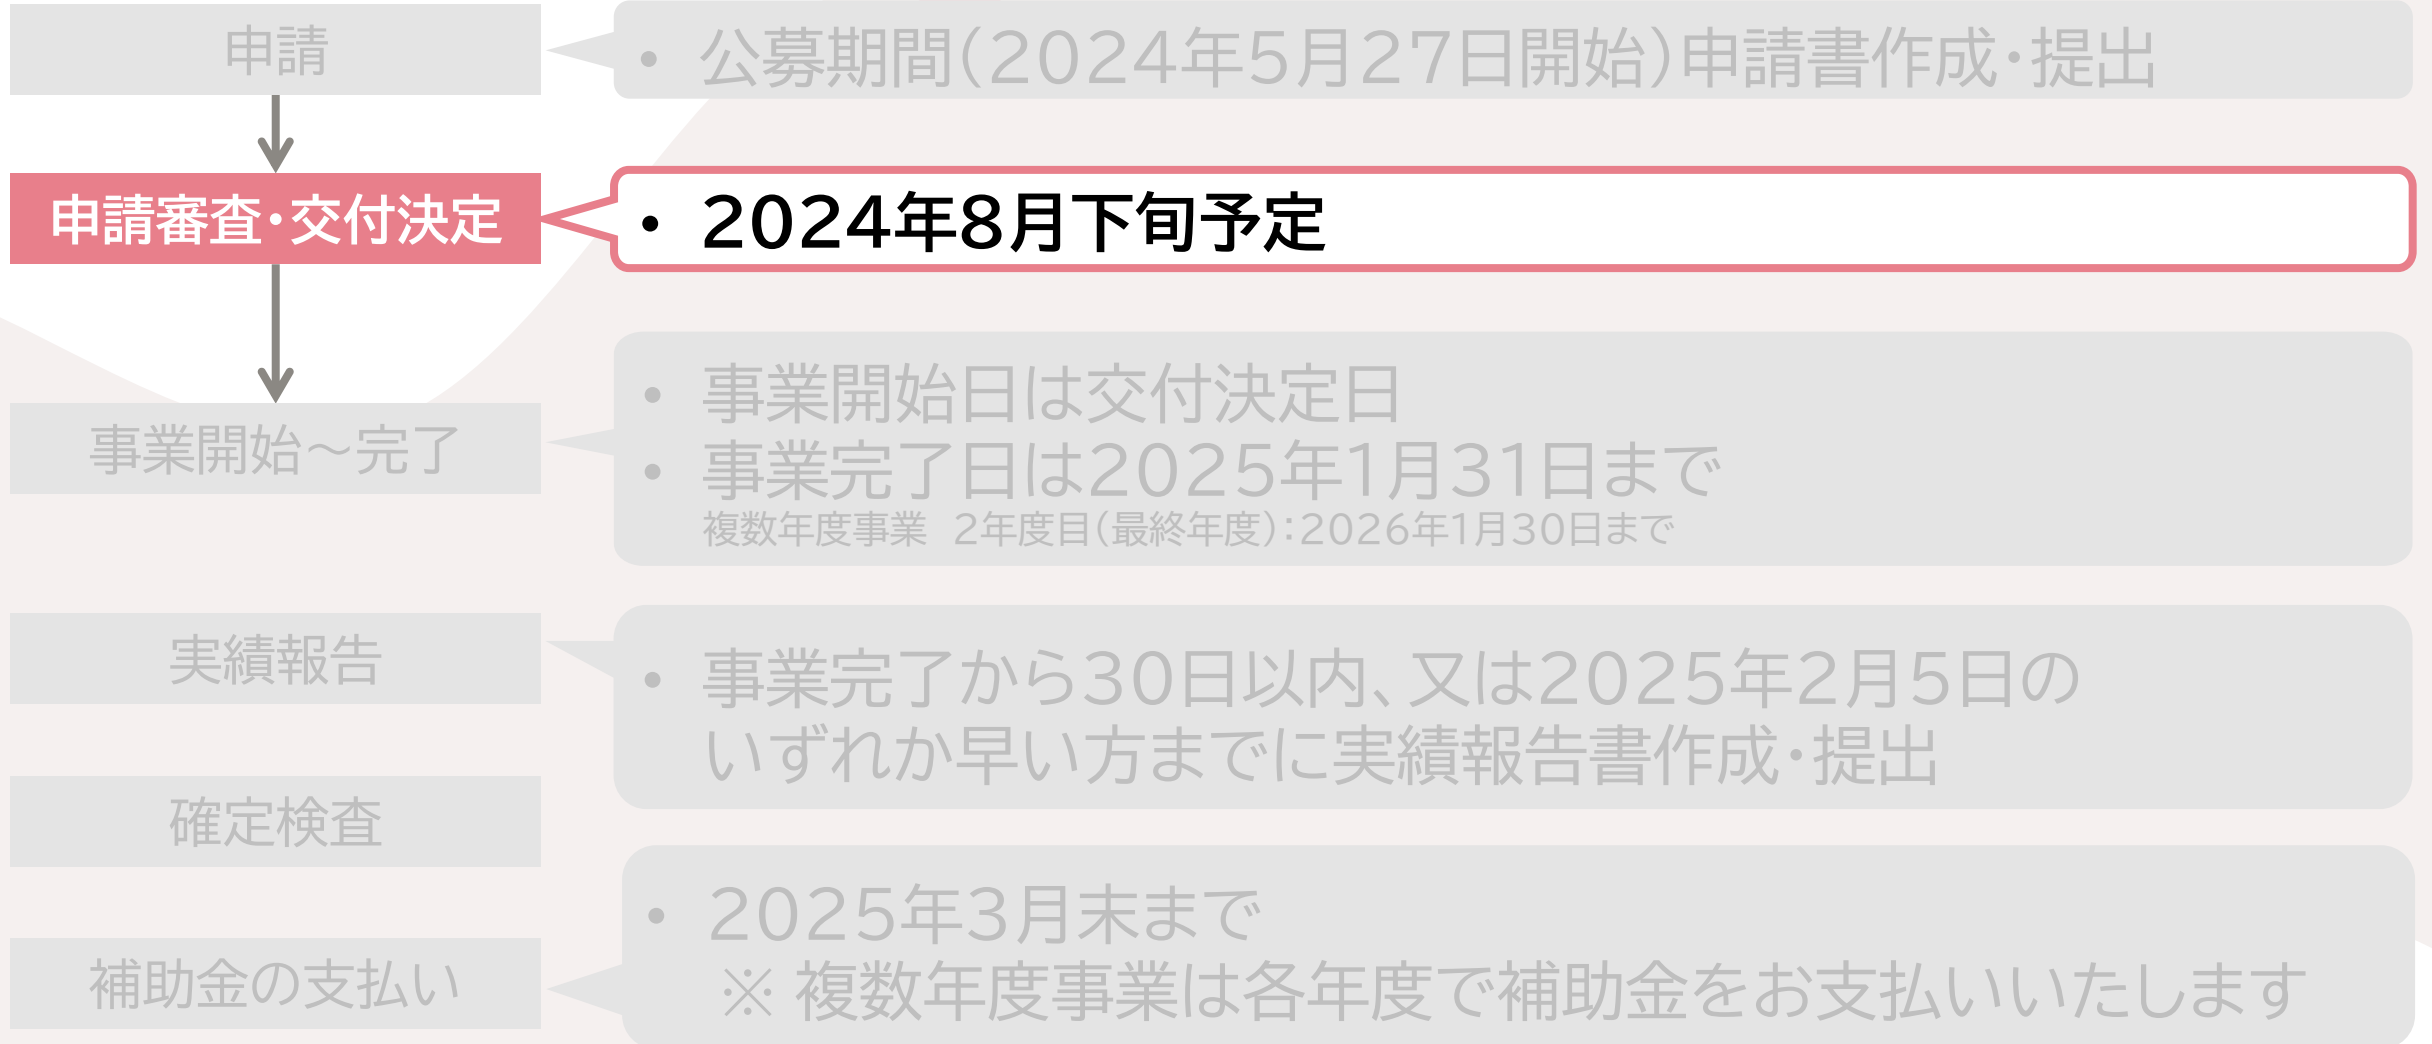 申請
• 公募期間（2024年5月27日開始）申請書作成・提出
申請審査・交付決定
• 2024年8月下旬予定
事業開始～完了
• 事業開始日は交付決定日
• 事業完了日は2025年1月31日まで
複数年度事業　2年度目（最終年度）：2026年1月30日まで
実績報告
• 事業完了から30日以内、又は2025年2月5日の
いずれか早い方までに実績報告書作成・提出
確定検査
補助金の支払い
• 2025年3月末まで
※ 複数年度事業は各年度で補助金をお支払いいたします